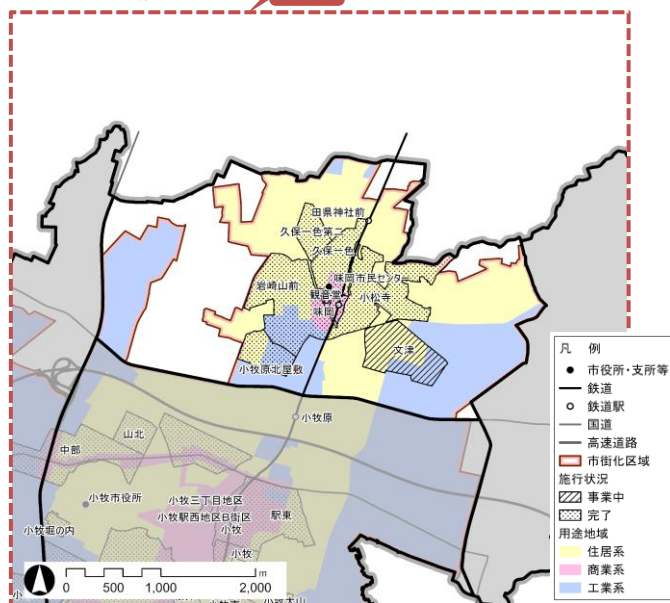 田県神社前
久保一色第二
久保一色
味岡市民センター
岩崎山前
観音堂
小松寺
味岡
文津
小牧原北屋敷
小牧原
山北
中部
小牧市役所
小牧三丁目地区
小牧駅西地区B街区
駅東
小牧堀の内
小牧
小牧
0 500 1,000 2,000
m
凡 例
市役所・支所等
鉄道
鉄道駅
国道
高速道路
市街化区域
施行状況
事業中
完了
用途地域
住居系
商業系
工業系